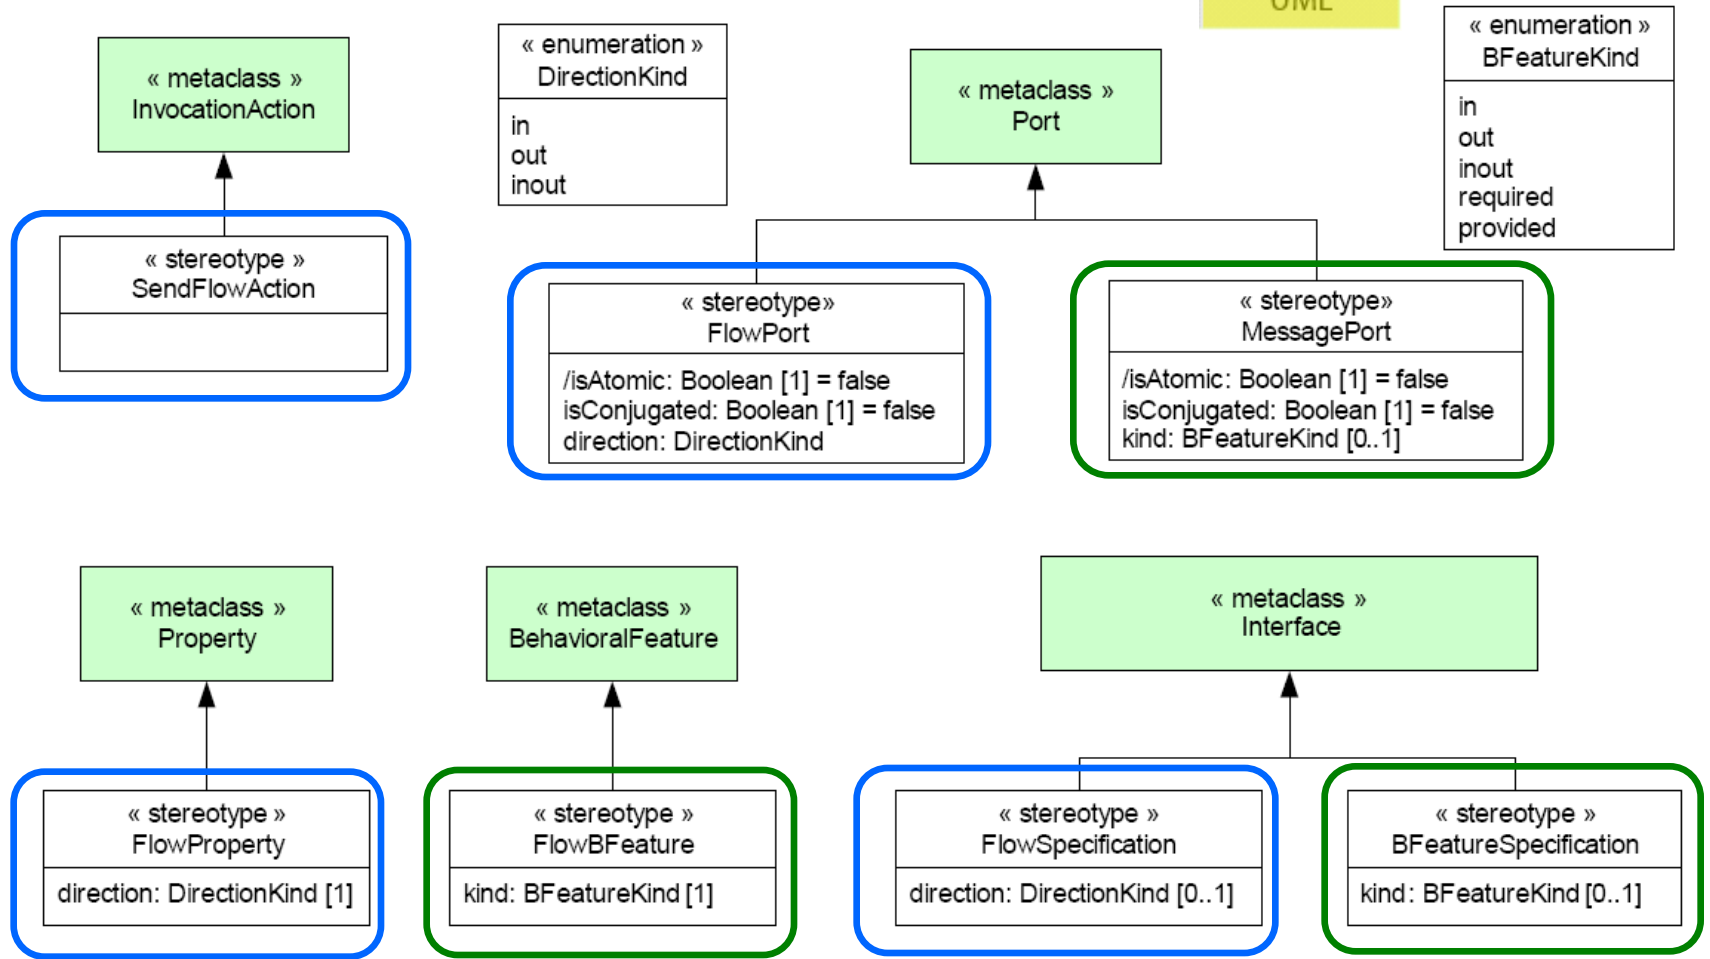 UML
« metaclass »
InvocationAction
« enumeration »
DirectionKind
in
out
inout
« metaclass »
Port
« enumeration »
BFeatureKind
in
out
inout
required
provided
« stereotype »
SendFlowAction
« stereotype»
FlowPort
/isAtomic: Boolean [1] = false
isConjugated: Boolean [1] = false
direction: DirectionKind
« stereotype»
MessagePort
/isAtomic: Boolean [1] = false
isConjugated: Boolean [1] = false
kind: BFeatureKind [0..1]
« metaclass »
Property
« metaclass »
BehavioralFeature
« metaclass »
Interface
« stereotype »
FlowProperty
direction: DirectionKind [1]
« stereotype »
FlowBFeature
kind: BFeatureKind [1]
« stereotype »
FlowSpecification
direction: DirectionKind [0..1]
« stereotype »
BFeatureSpecification
kind: BFeatureKind [0..1]